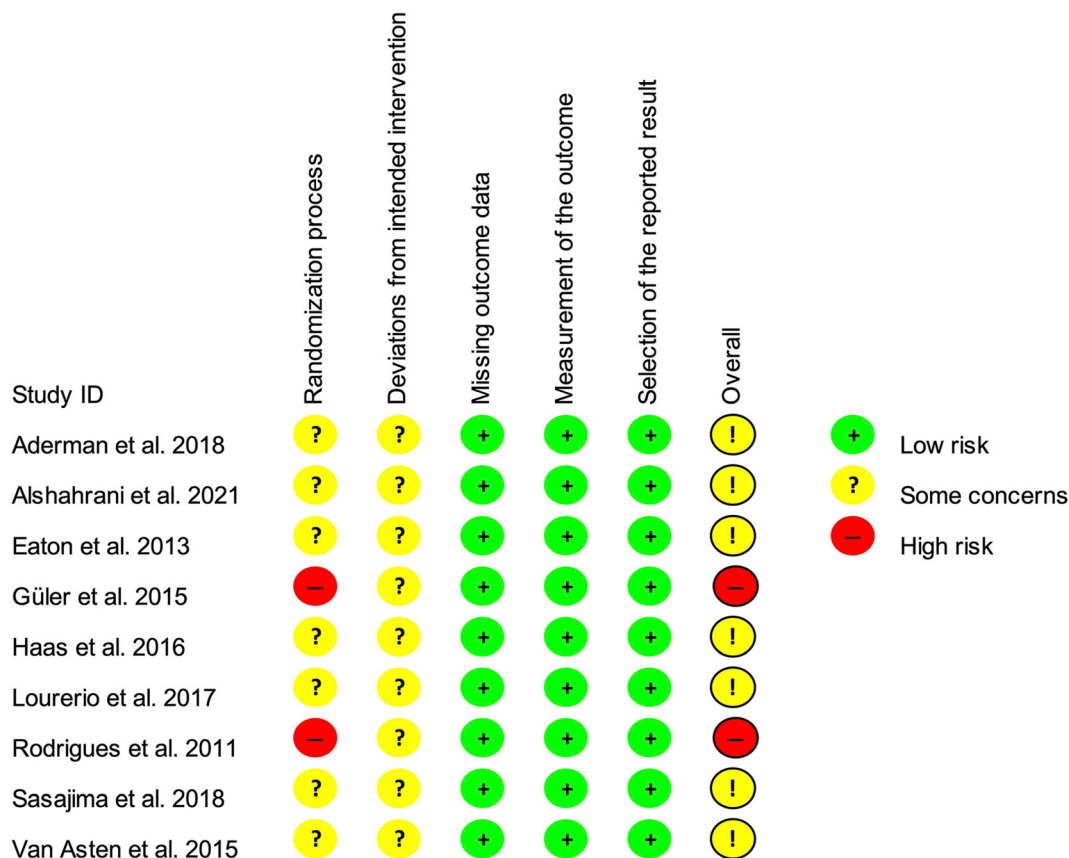 Randomization process
Deviations from intended intervention
Missing outcome data
Measurement of the outcome
Selection of the reported result
Overall
Study ID
Aderman et al. 2018 ? ? + + + !
Alshahrani et al. 2021 ? ? + + + !
Eaton et al. 2013 ? ? + + + !
Güler et al. 2015 – ? + + + –
Haas et al. 2016 ? ? + + + !
Lourerio et al. 2017 ? ? + + + !
Rodrigues et al. 2011 – ? + + + –
Sasajima et al. 2018 ? ? + + + !
Van Asten et al. 2015 ? ? + + + !
+ Low risk
? Some concerns
– High risk